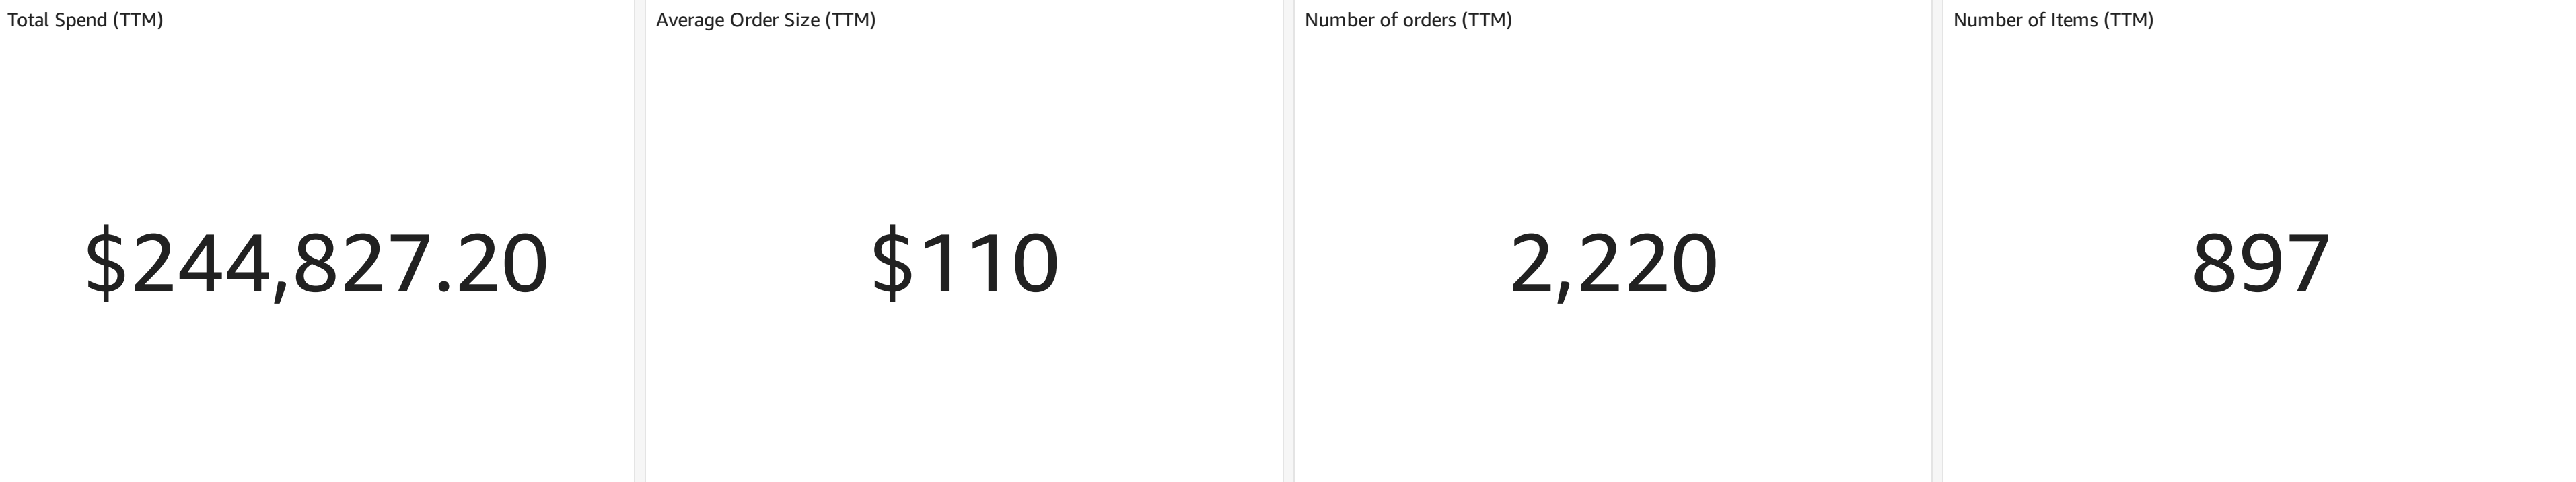 Total Spend (TTM)
$244,827.20
Average Order Size (TTM)
$110
Number of orders (TTM)
2,220
Number of Items (TTM)
897